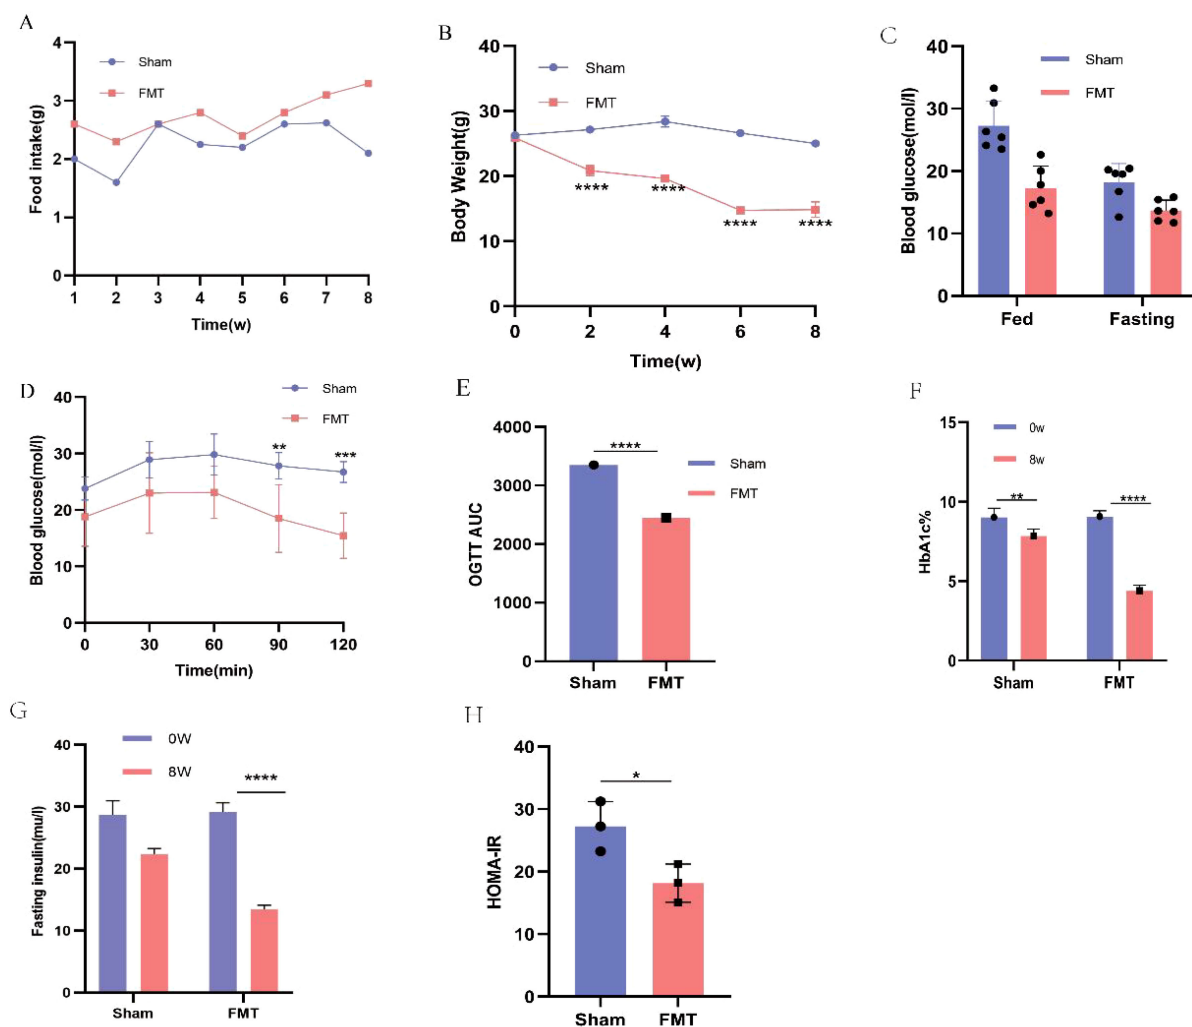 A
Food intake(g)
4
3
2
1
0
Sham
FMT
1 2 3 4 5 6 7 8
Time(w)
B
Body Weight(g)
40
30
20
10
0
Sham
FMT
**** **** **** ****
0 2 4 6 8
Time(w)
C
Blood glucose(mol/l)
40
30
20
10
0
Sham
FMT
Fed Fasting
D
Blood glucose(mol/l)
40
30
20
10
0
Sham
FMT
** ***
0 30 60 90 120
Time(min)
E
OGTT AUC
4000
3000
2000
1000
0
****
Sham
FMT
Sham FMT
F
HbA1c%
15
10
5
0
0w
8w
** ****
Sham FMT
G
Fasting insulin(mu/l)
40
30
20
10
0
0W
8W
****
Sham FMT
H
HOMA-IR
40
30
20
10
0
*
Sham FMT